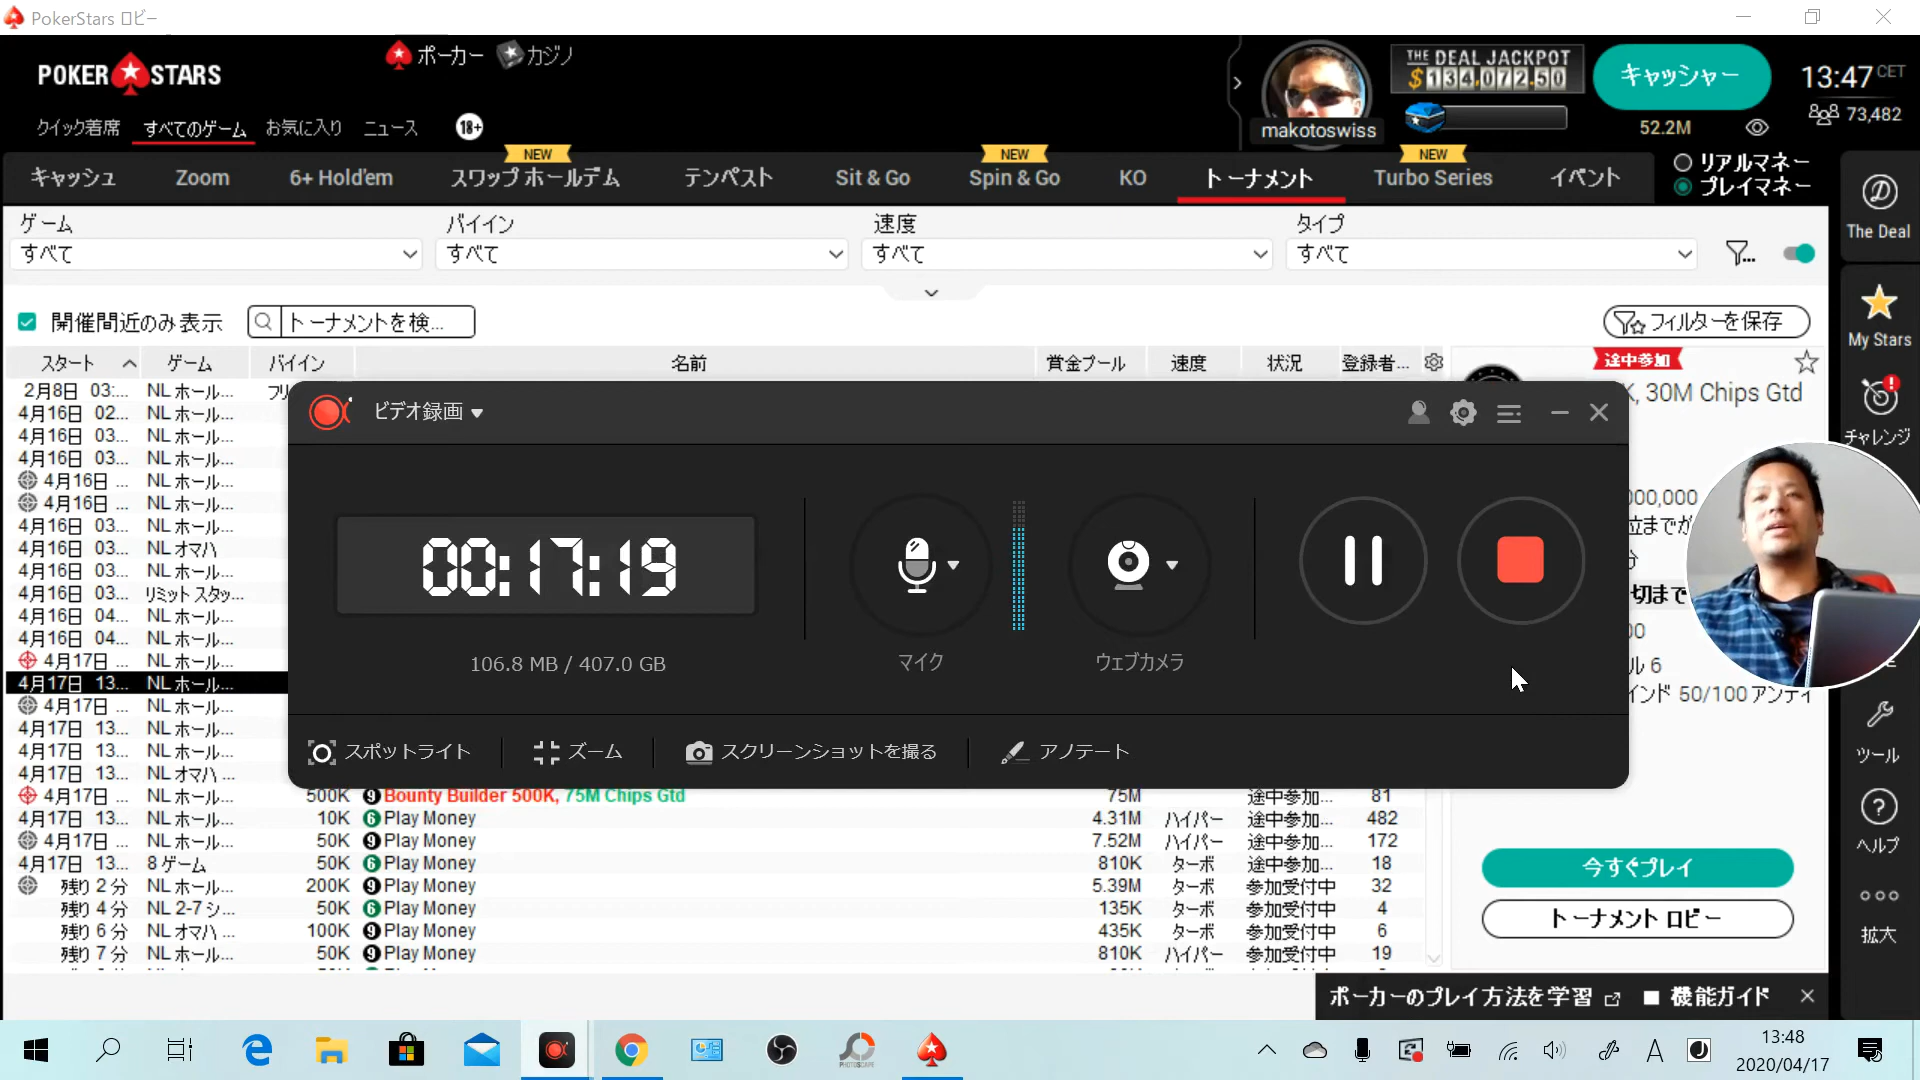 PokerStars ロビー
POKER STARS
ポーカー カジノ
makotoswiss
THE DEAL JACKPOT
$134,072.50
キャッシャー
52.2M
13:47 CET
73,482
クイック着席 すべてのゲーム お気に入り ニュース 18+
NEW NEW NEW
キャッシュ Zoom 6+ Hold'em スワップ ホールデム テンペスト Sit & Go Spin & Go KO トーナメント Turbo Series イベント
リアルマネー
プレイマネー
ゲーム バイイン 速度 タイプ
すべて すべて すべて すべて
The Deal
My Stars
チャレンジ
ツール
ヘルプ
拡大
開催間近のみ表示 トーナメントを検... フィルターを保存
スタート ゲーム バイイン 名前 賞金プール 速度 状況 登録者...
途中参加
K, 30M Chips Gtd
2月8日 03:... NL ホール... フリ
4月16日 02... NL ホール...
4月16日 03... NL ホール...
4月16日 03... NL ホール...
4月16日 ... NL ホール...
4月16日 ... NL ホール...
4月16日 03... NL ホール...
4月16日 03... NL オマハ
4月16日 03... NL ホール...
4月16日 03... リミット スタッ...
4月16日 04... NL ホール...
4月16日 04... NL ホール...
4月17日 ... NL ホール...
4月17日 13... NL ホール...
4月17日 ... NL ホール...
4月17日 13... NL ホール...
4月17日 13... NL ホール...
4月17日 13... NL オマハ ...
ビデオ録画
00:17:19
106.8 MB / 407.0 GB
マイク
ウェブカメラ
スポットライト ズーム スクリーンショットを撮る アノテート
000,000
位までが
分
切まで
00
ル 6
インド 50/100 アンティ
4月17日 ... NL ホール... 500K 9 Bounty Builder 500K, 75M Chips Gtd 75M 途中参加... 81
4月17日 13... NL ホール... 10K 6 Play Money 4.31M ハイパー 途中参加... 482
4月17日 ... NL ホール... 50K 9 Play Money 7.52M ハイパー 途中参加... 172
4月17日 13... 8 ゲーム 50K 6 Play Money 810K ターボ 途中参加... 18
残り 2 分 NL ホール... 200K 9 Play Money 5.39M ターボ 参加受付中 32
残り 4 分 NL 2-7 シ... 50K 6 Play Money 135K ターボ 参加受付中 4
残り 6 分 NL オマハ ... 100K 9 Play Money 435K ターボ 参加受付中 6
残り 7 分 NL ホール... 50K 9 Play Money 810K ハイパー 参加受付中 19
今すぐプレイ
トーナメント ロビー
ポーカーのプレイ方法を学習 機能ガイド
PHOTOSCAPE
A
13:48
2020/04/17